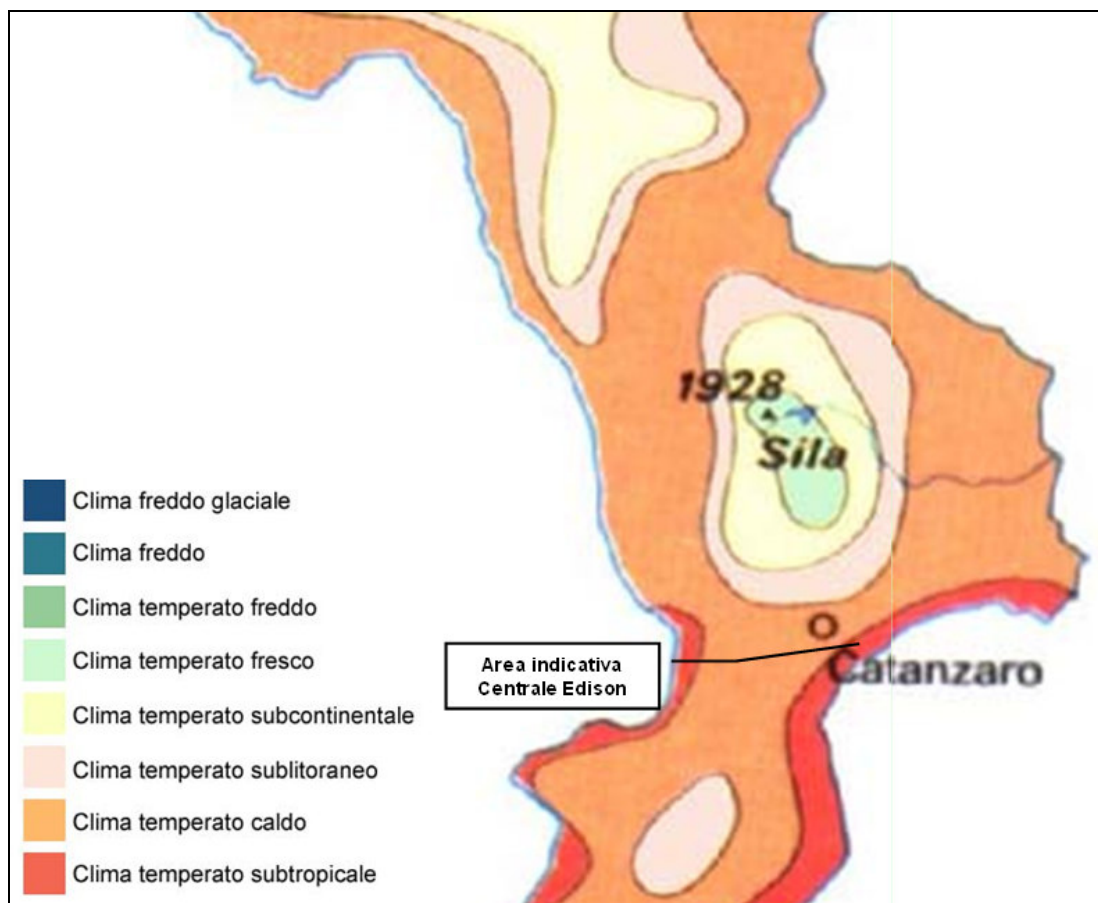 1928
Sila
Clima freddo glaciale
Clima freddo
Clima temperato freddo
Clima temperato fresco
Clima temperato subcontinentale
Clima temperato sublitoraneo
Clima temperato caldo
Clima temperato subtropicale
Area indicativa
Centrale Edison
Catanzaro